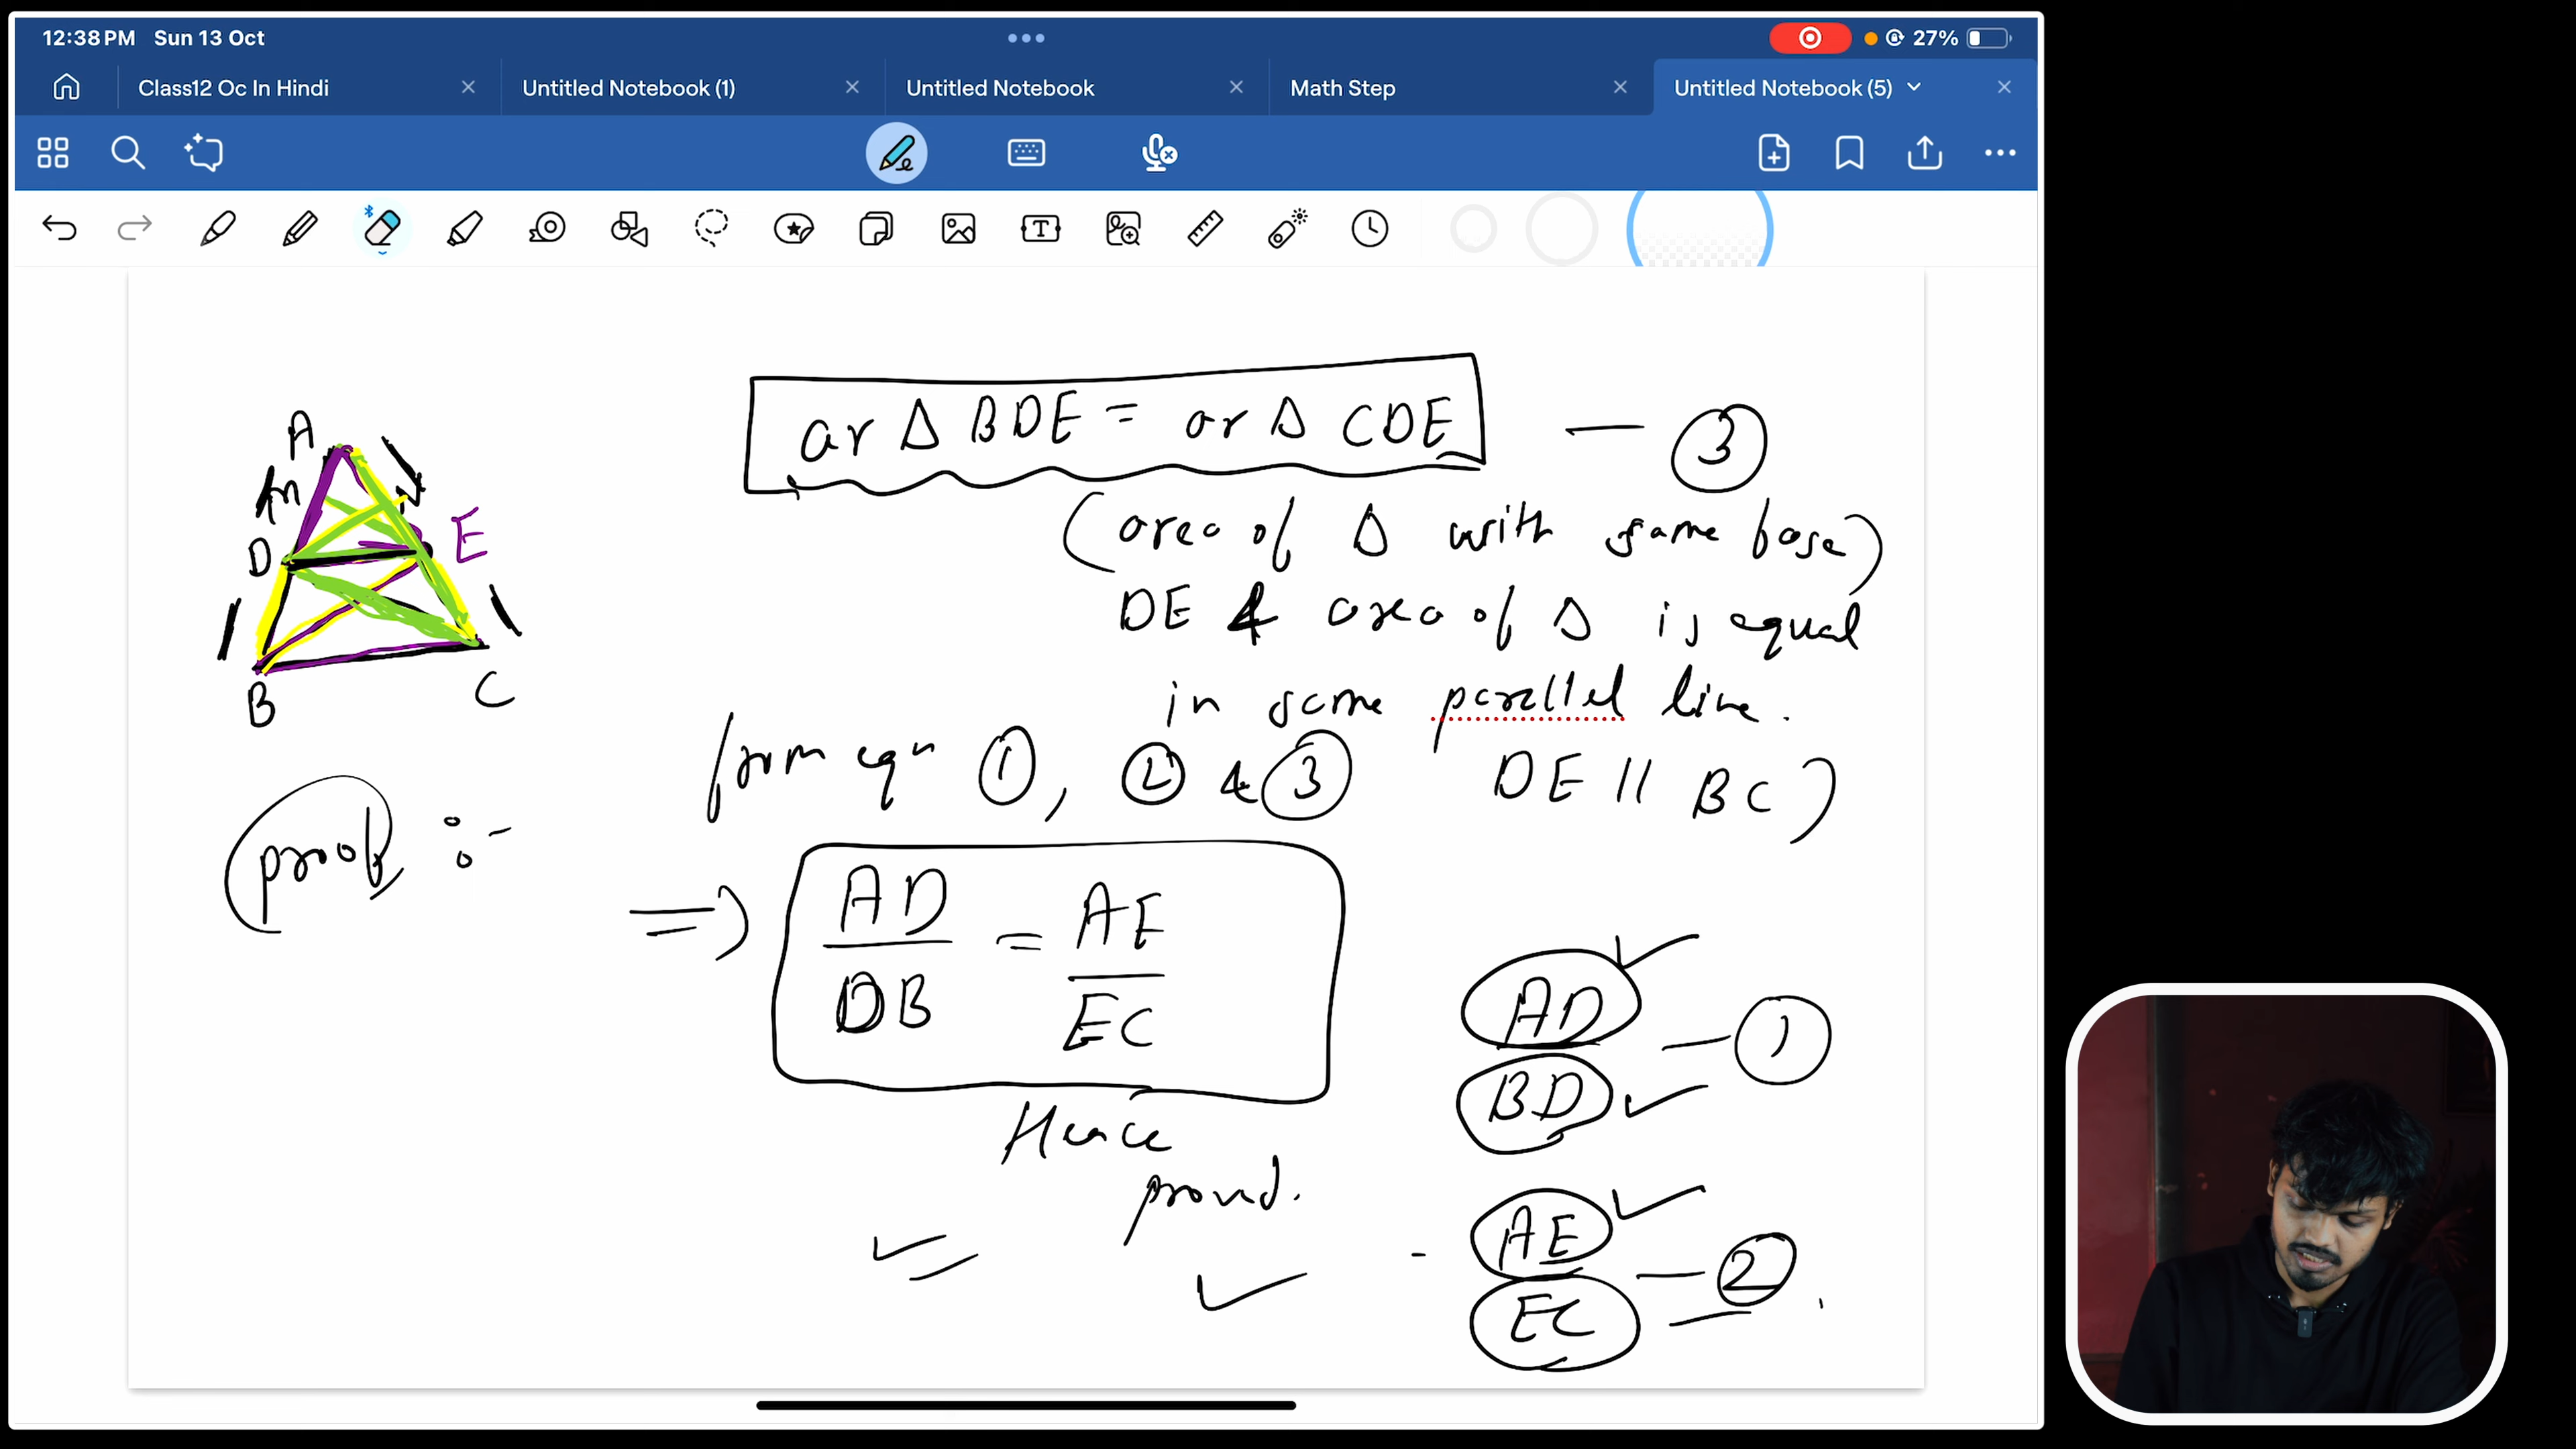 12:38 PM Sun 13 Oct
27%
Class12 Oc In Hindi
Untitled Notebook (1)
Untitled Notebook
Math Step
Untitled Notebook (5)
ar Δ BDE = ar Δ CDE — 3
(area of Δ with same base)
DE & area of Δ is equal
in same parallel line.
DE // BC)
from eqn 1, 2 & 3
A
m
N
D
E
B
C
proof :-
=> AD/DB = AE/EC
Hence
proved.
AD/BD — 1
AE/EC — 2